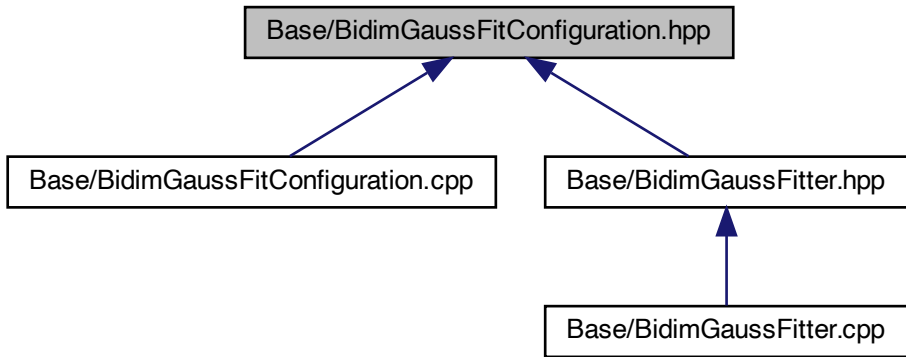 Base/BidimGaussFitConfiguration.hpp
Base/BidimGaussFitConfiguration.cpp
Base/BidimGaussFitter.hpp
Base/BidimGaussFitter.cpp